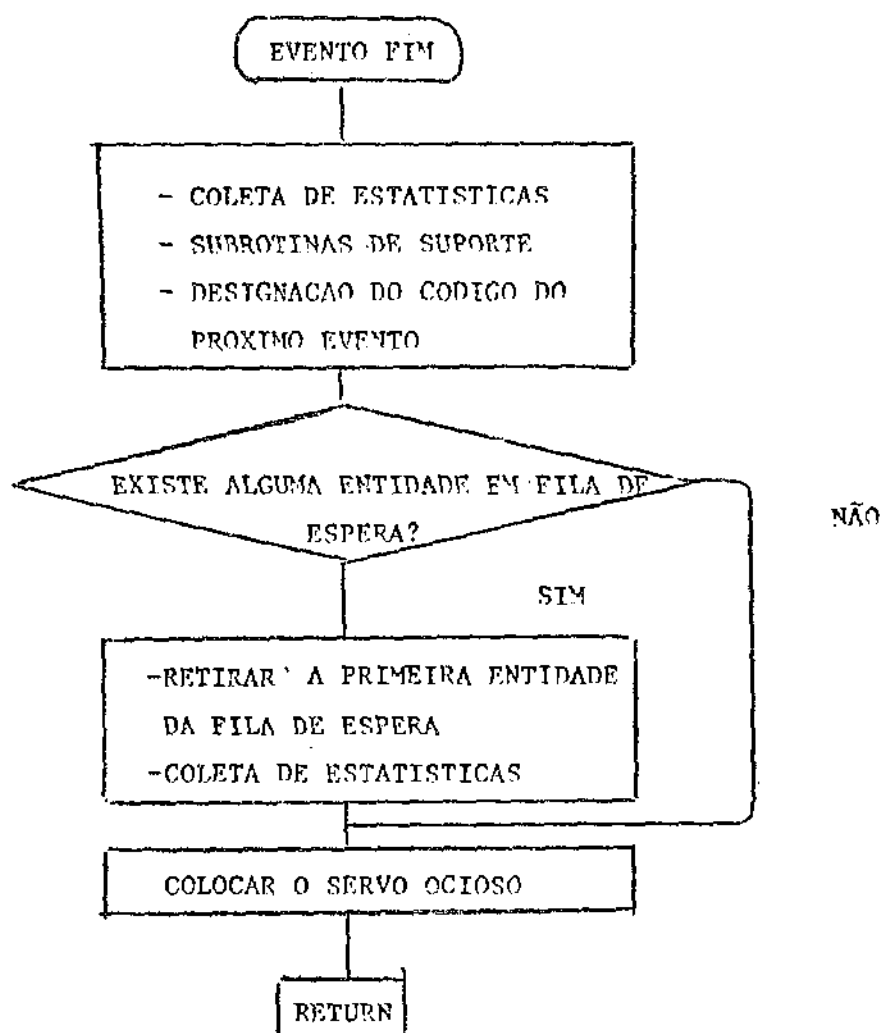 EVENTO FIM
- COLETA DE ESTATISTICAS
- SUBROTINAS DE SUPORTE
- DESIGNACAO DO CODIGO DO
PROXIMO EVENTO
EXISTE ALGUMA ENTIDADE EM FILA DE
ESPERA?
NÃO
SIM
-RETIRAR' A PRIMEIRA ENTIDADE
DA FILA DE ESPERA
-COLETA DE ESTATISTICAS
COLOCAR O SERVO OCIOSO
RETURN